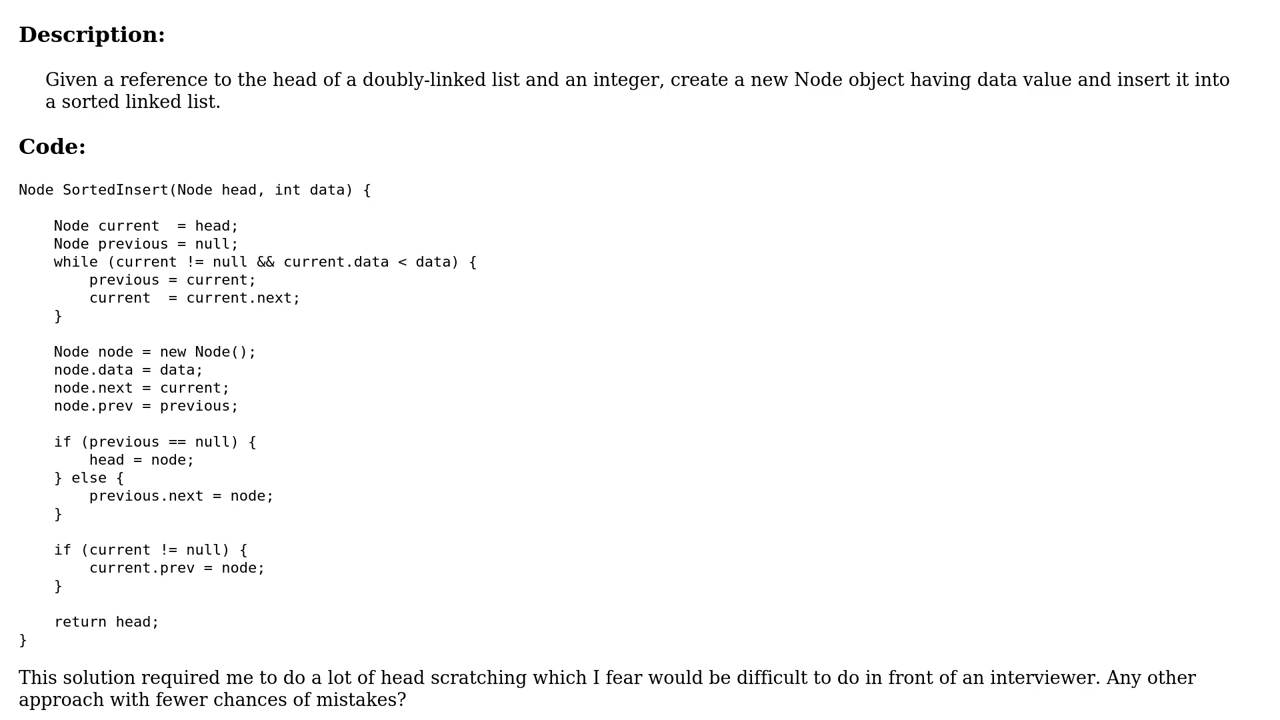 Description:
Given a reference to the head of a doubly-linked list and an integer, create a new Node object having data value and insert it into
a sorted linked list.
Code:
Node SortedInsert(Node head, int data) {
    Node current  = head;
    Node previous = null;
    while (current != null && current.data < data) {
        previous = current;
        current  = current.next;
    }
    Node node = new Node();
    node.data = data;
    node.next = current;
    node.prev = previous;
    if (previous == null) {
        head = node;
    } else {
        previous.next = node;
    }
    if (current != null) {
        current.prev = node;
    }
    return head;
}
This solution required me to do a lot of head scratching which I fear would be difficult to do in front of an interviewer. Any other
approach with fewer chances of mistakes?